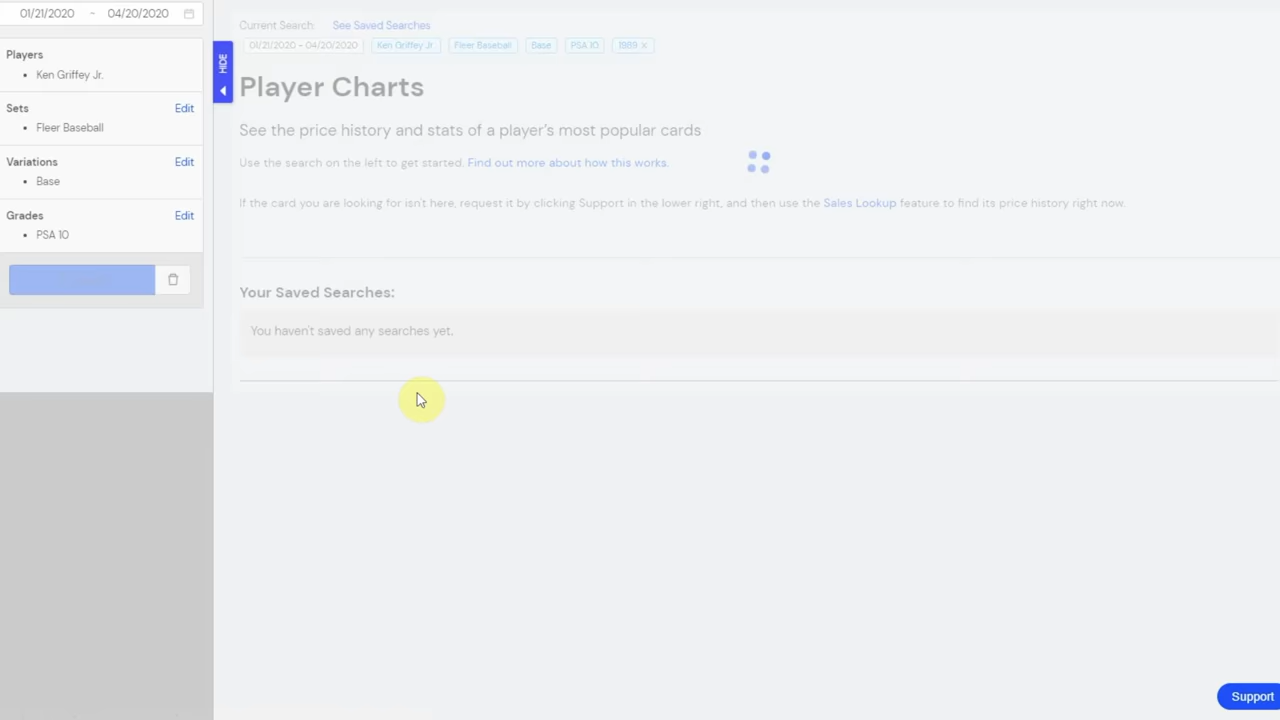 01/21/2020 ~ 04/20/2020
Players
Ken Griffey Jr.
Sets Edit
Fleer Baseball
Variations Edit
Base
Grades Edit
PSA 10
HIDE
Current Search: See Saved Searches
01/21/2020 - 04/20/2020 Ken Griffey Jr. Fleer Baseball Base PSA 10 1989 ×
Player Charts
See the price history and stats of a player's most popular cards
Use the search on the left to get started. Find out more about how this works.
If the card you are looking for isn't here, request it by clicking Support in the lower right, and then use the Sales Lookup feature to find its price history right now.
Your Saved Searches:
You haven't saved any searches yet.
Support